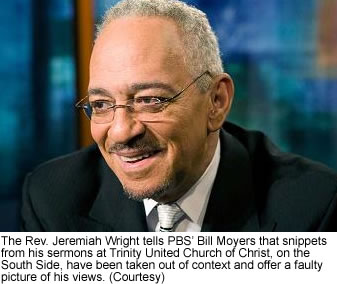 The Rev. Jeremiah Wright tells PBS' Bill Moyers that snippets
from his sermons at Trinity United Church of Christ, on the
South Side, have been taken out of context and offer a faulty
picture of his views. (Courtesy)